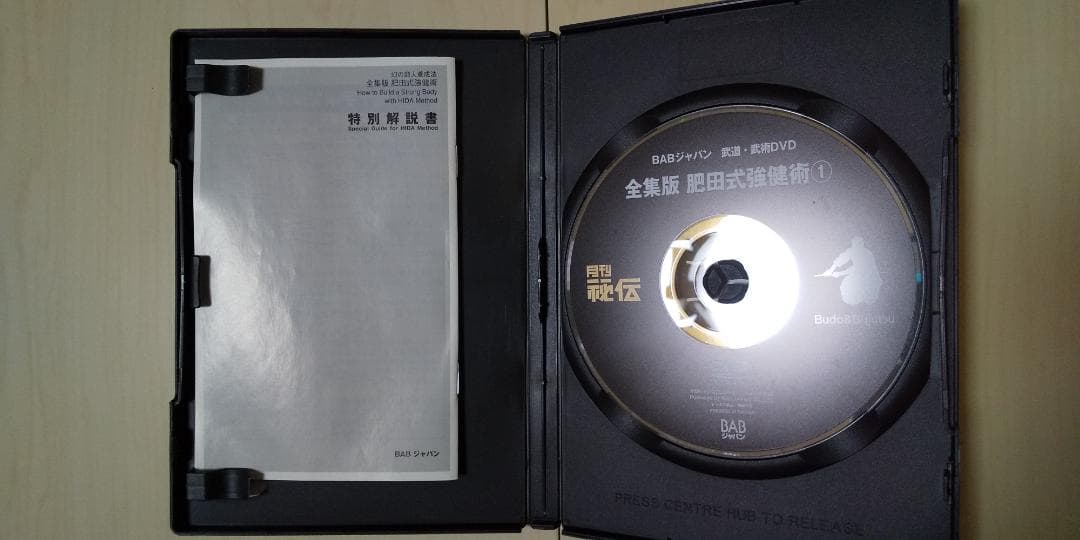 幻の超人養成法
全集版 肥田式強健術
How to Build a Strong Body
with HIDA Method
特別解説書
Special Guide for HIDA Method
BAB ジャパン
BABジャパン 武道・武術DVD
全集版 肥田式強健術①
月刊
秘伝
Budo&Bujutsu
BAB
ジャパン
PRESS CENTRE HUB TO RELEASE